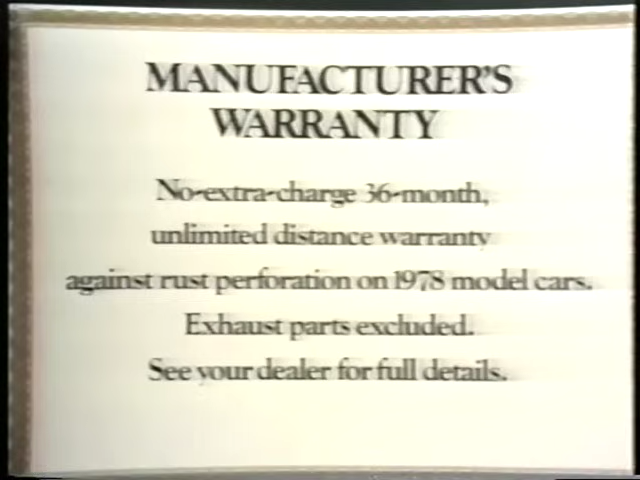 MANUFACTURER'S
WARRANTY
No-extra-charge 36-month,
unlimited distance warranty
against rust perforation on 1978 model cars.
Exhaust parts excluded.
See your dealer for full details.